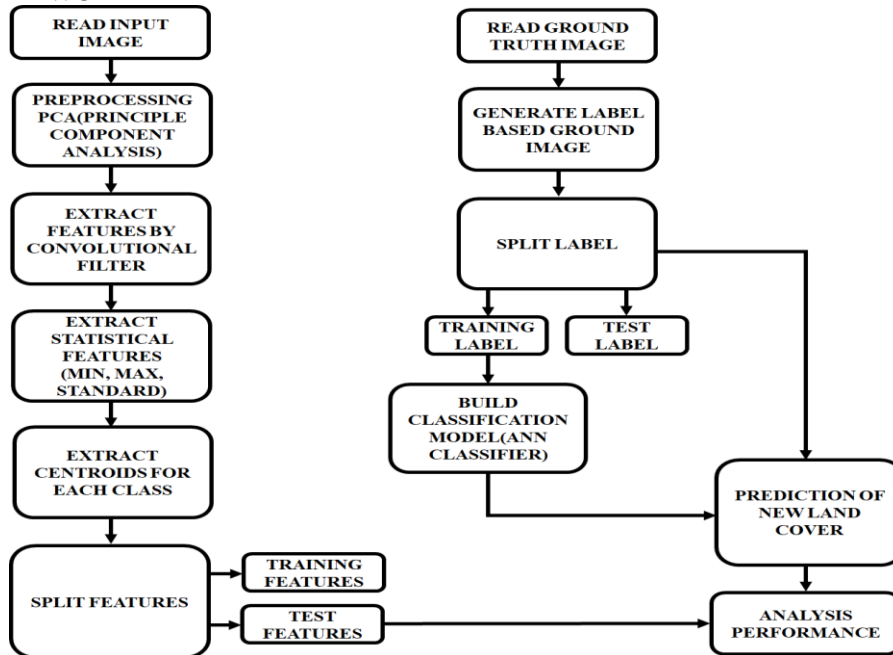 READ INPUT
IMAGE
PREPROCESSING
PCA(PRINCIPLE
COMPONENT
ANALYSIS)
EXTRACT
FEATURES BY
CONVOLUTIONAL
FILTER
EXTRACT
STATISTICAL
FEATURES
(MIN, MAX,
STANDARD)
EXTRACT
CENTROIDS FOR
EACH CLASS
SPLIT FEATURES
TRAINING
FEATURES
TEST
FEATURES
READ GROUND
TRUTH IMAGE
GENERATE LABEL
BASED GROUND
IMAGE
SPLIT LABEL
TRAINING
LABEL
TEST
LABEL
BUILD
CLASSIFICATION
MODEL(ANN
CLASSIFIER)
PREDICTION OF
NEW LAND
COVER
ANALYSIS
PERFORMANCE